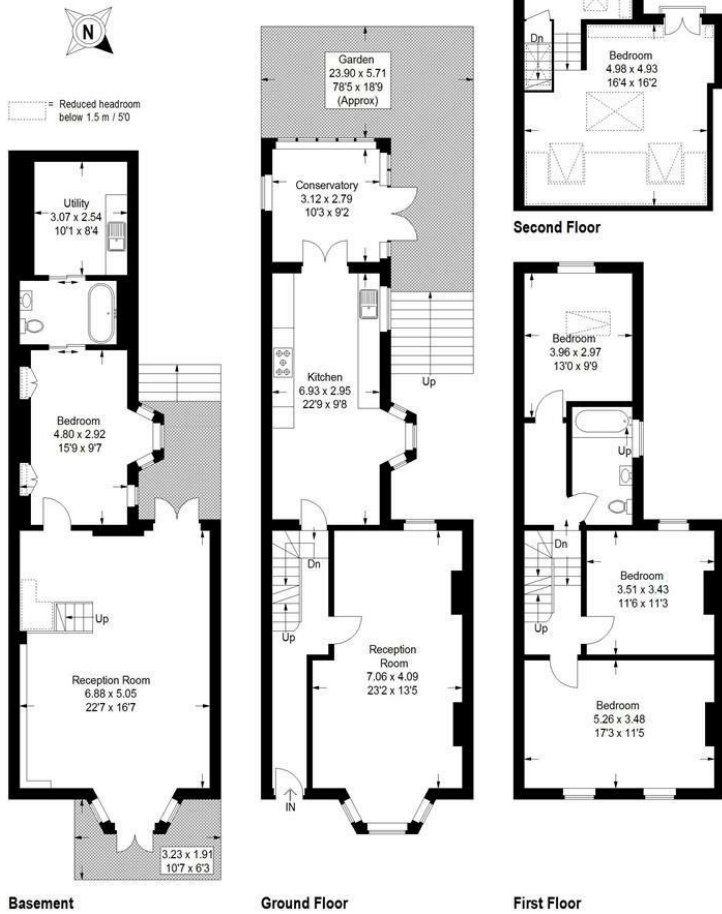 N
= Reduced headroom
below 1.5 m / 5'0
Utility
3.07 x 2.54
10'1 x 8'4
Bedroom
4.80 x 2.92
15'9 x 9'7
Up
Reception Room
6.88 x 5.05
22'7 x 16'7
3.23 x 1.91
10'7 x 6'3
Basement
Garden
23.90 x 5.71
78'5 x 18'9
(Approx)
Conservatory
3.12 x 2.79
10'3 x 9'2
Kitchen
6.93 x 2.95
22'9 x 9'8
Up
Dn
Up
Reception
Room
7.06 x 4.09
23'2 x 13'5
IN
Ground Floor
Dn
Bedroom
4.98 x 4.93
16'4 x 16'2
Second Floor
Bedroom
3.96 x 2.97
13'0 x 9'9
Up
Dn
Up
Bedroom
3.51 x 3.43
11'6 x 11'3
Bedroom
5.26 x 3.48
17'3 x 11'5
First Floor